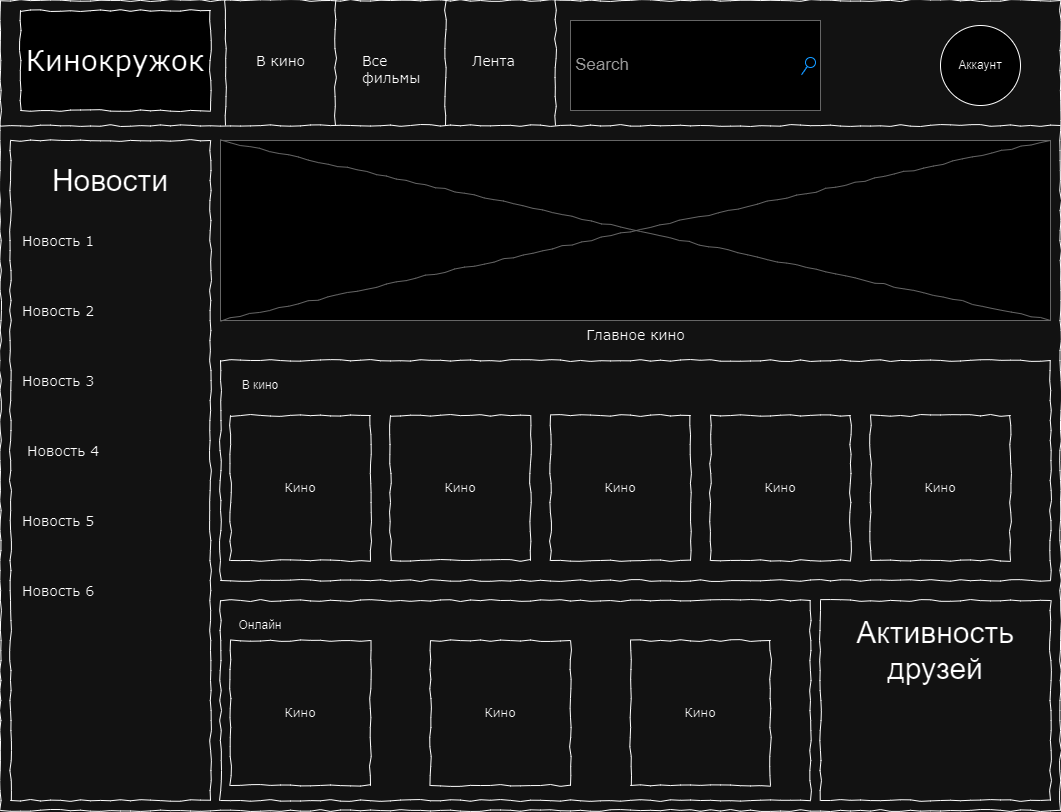 Кинокружок
В кино
Все
фильмы
Лента
Search
Аккаунт
Новости
Новость 1
Новость 2
Новость 3
Новость 4
Новость 5
Новость 6
Главное кино
В кино
Кино
Кино
Кино
Кино
Кино
Онлайн
Кино
Кино
Кино
Активность
друзей